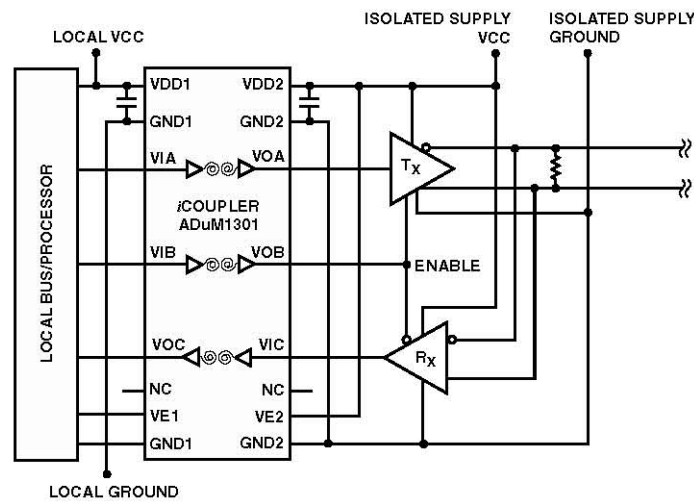 LOCAL VCC
ISOLATED SUPPLY
VCC
ISOLATED SUPPLY
GROUND
LOCAL BUS/PROCESSOR
VDD1
VDD2
GND1
GND2
VIA
VOA
TX
iCOUPLER
ADuM1301
VIB
VOB
ENABLE
VOC
VIC
RX
NC
NC
VE1
VE2
GND1
GND2
LOCAL GROUND